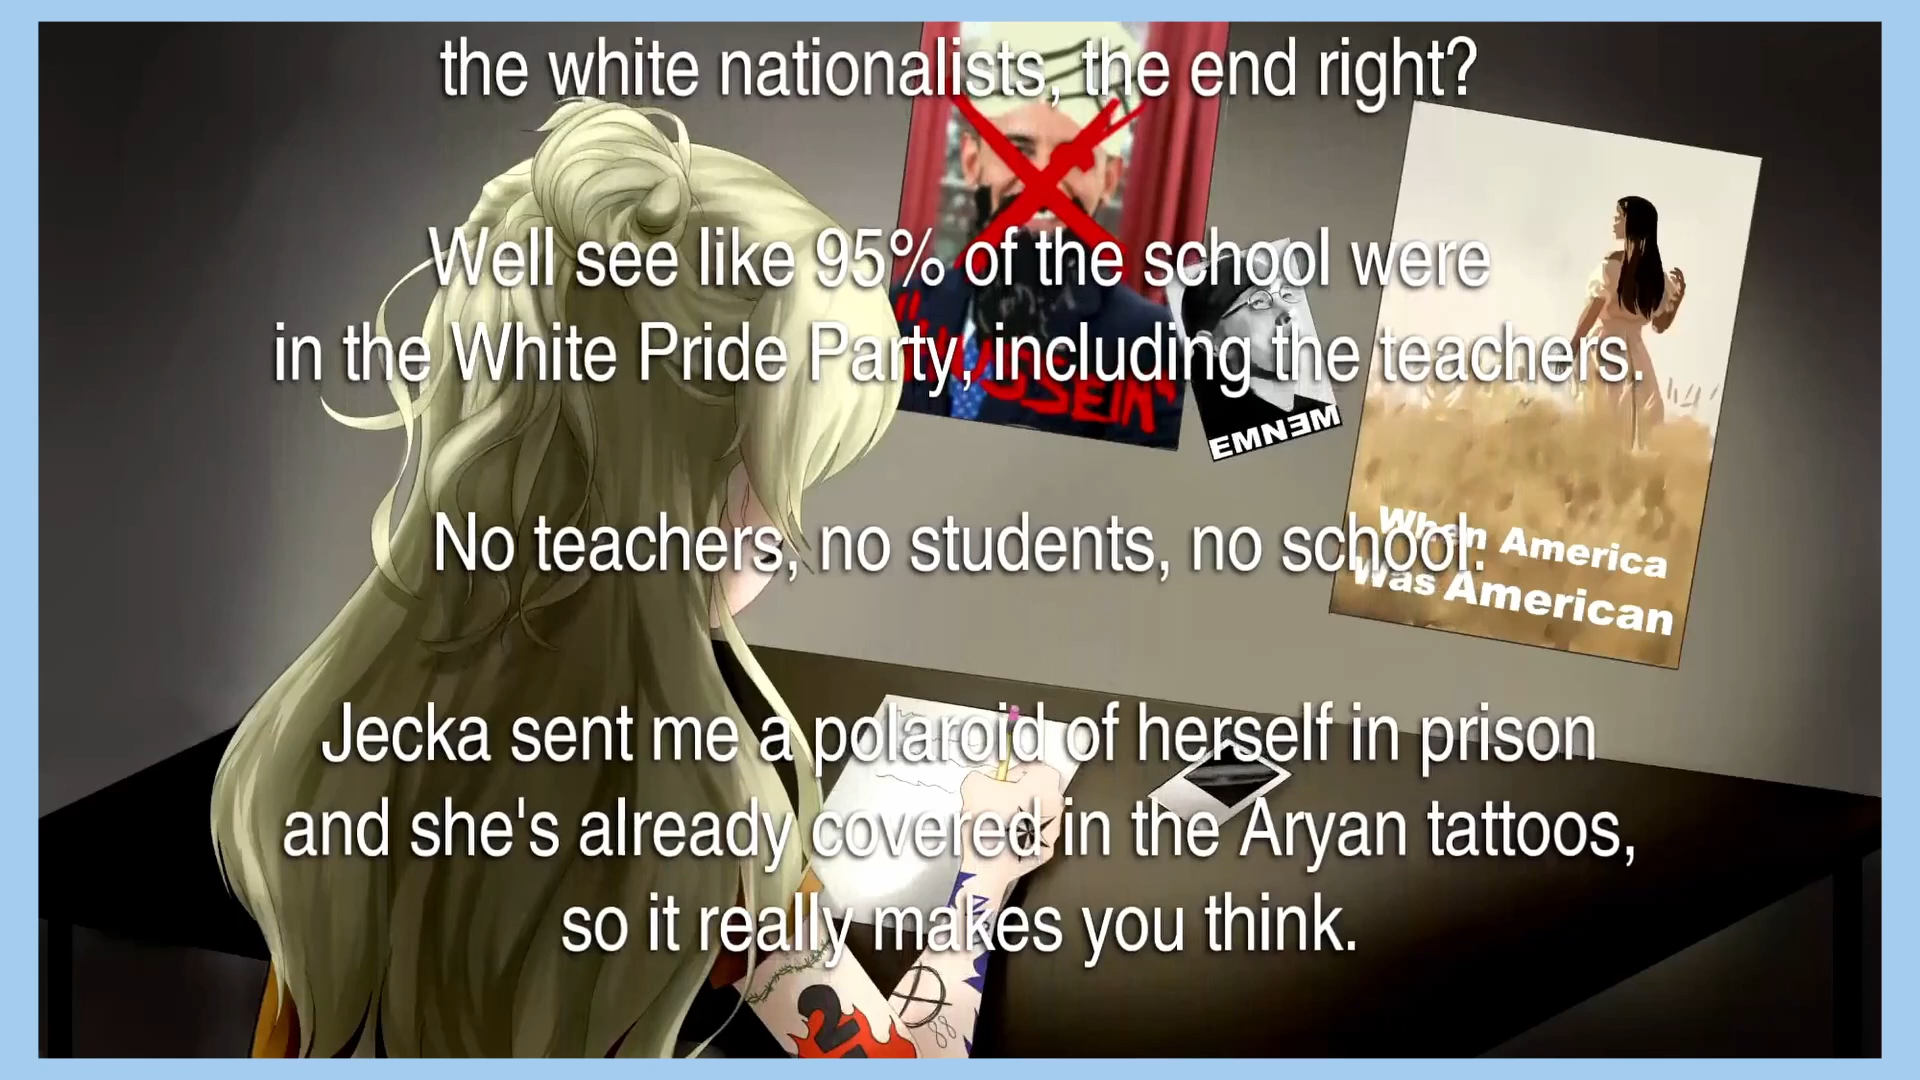 the white nationalists, the end right?
Well see like 95% of the school were
in the White Pride Party, including the teachers.
"HUSSEIN"
EMINƎM
No teachers, no students, no school.
When America
Was American
Jecka sent me a polaroid of herself in prison
and she's already covered in the Aryan tattoos,
so it really makes you think.